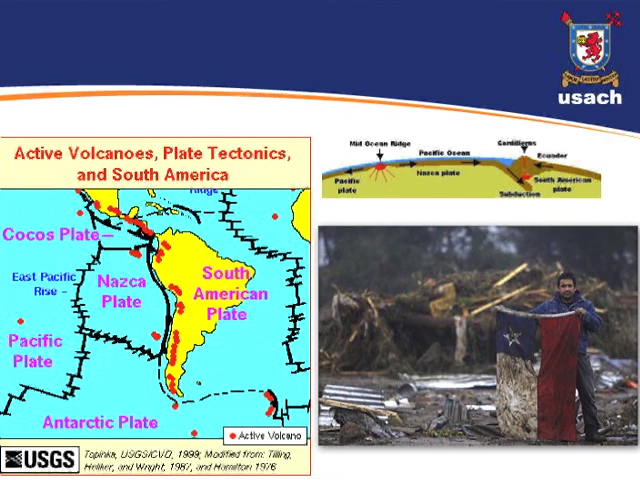 usach
Active Volcanoes, Plate Tectonics,
and South America
Ridge
Cocos Plate
East Pacific
Rise
Nazca
Plate
South
American
Plate
Pacific
Plate
Antarctic Plate
Active Volcano
USGS
Topinka, USGS/CVO, 1999; Modified from: Tilling,
Heliker, and Wright, 1987, and Hamilton 1976
Mid Ocean Ridge
Pacific Ocean
Cordilleras
Ecuador
Pacific
plate
Nazca plate
South American
plate
Subduction